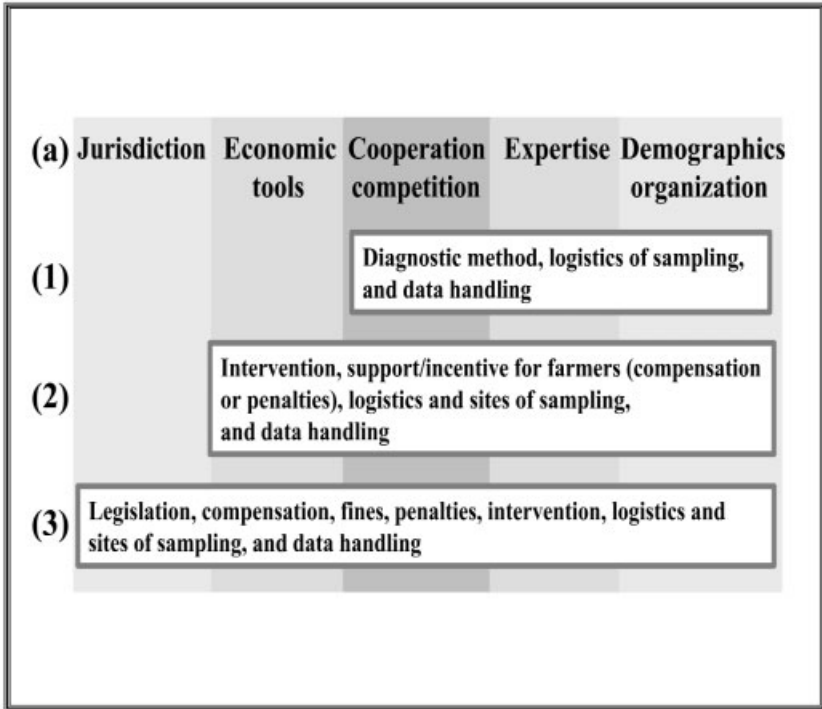 (a) Jurisdiction Economic Cooperation Expertise Demographics
tools competition organization
(1) Diagnostic method, logistics of sampling,
and data handling
(2) Intervention, support/incentive for farmers (compensation
or penalties), logistics and sites of sampling,
and data handling
(3) Legislation, compensation, fines, penalties, intervention, logistics and
sites of sampling, and data handling